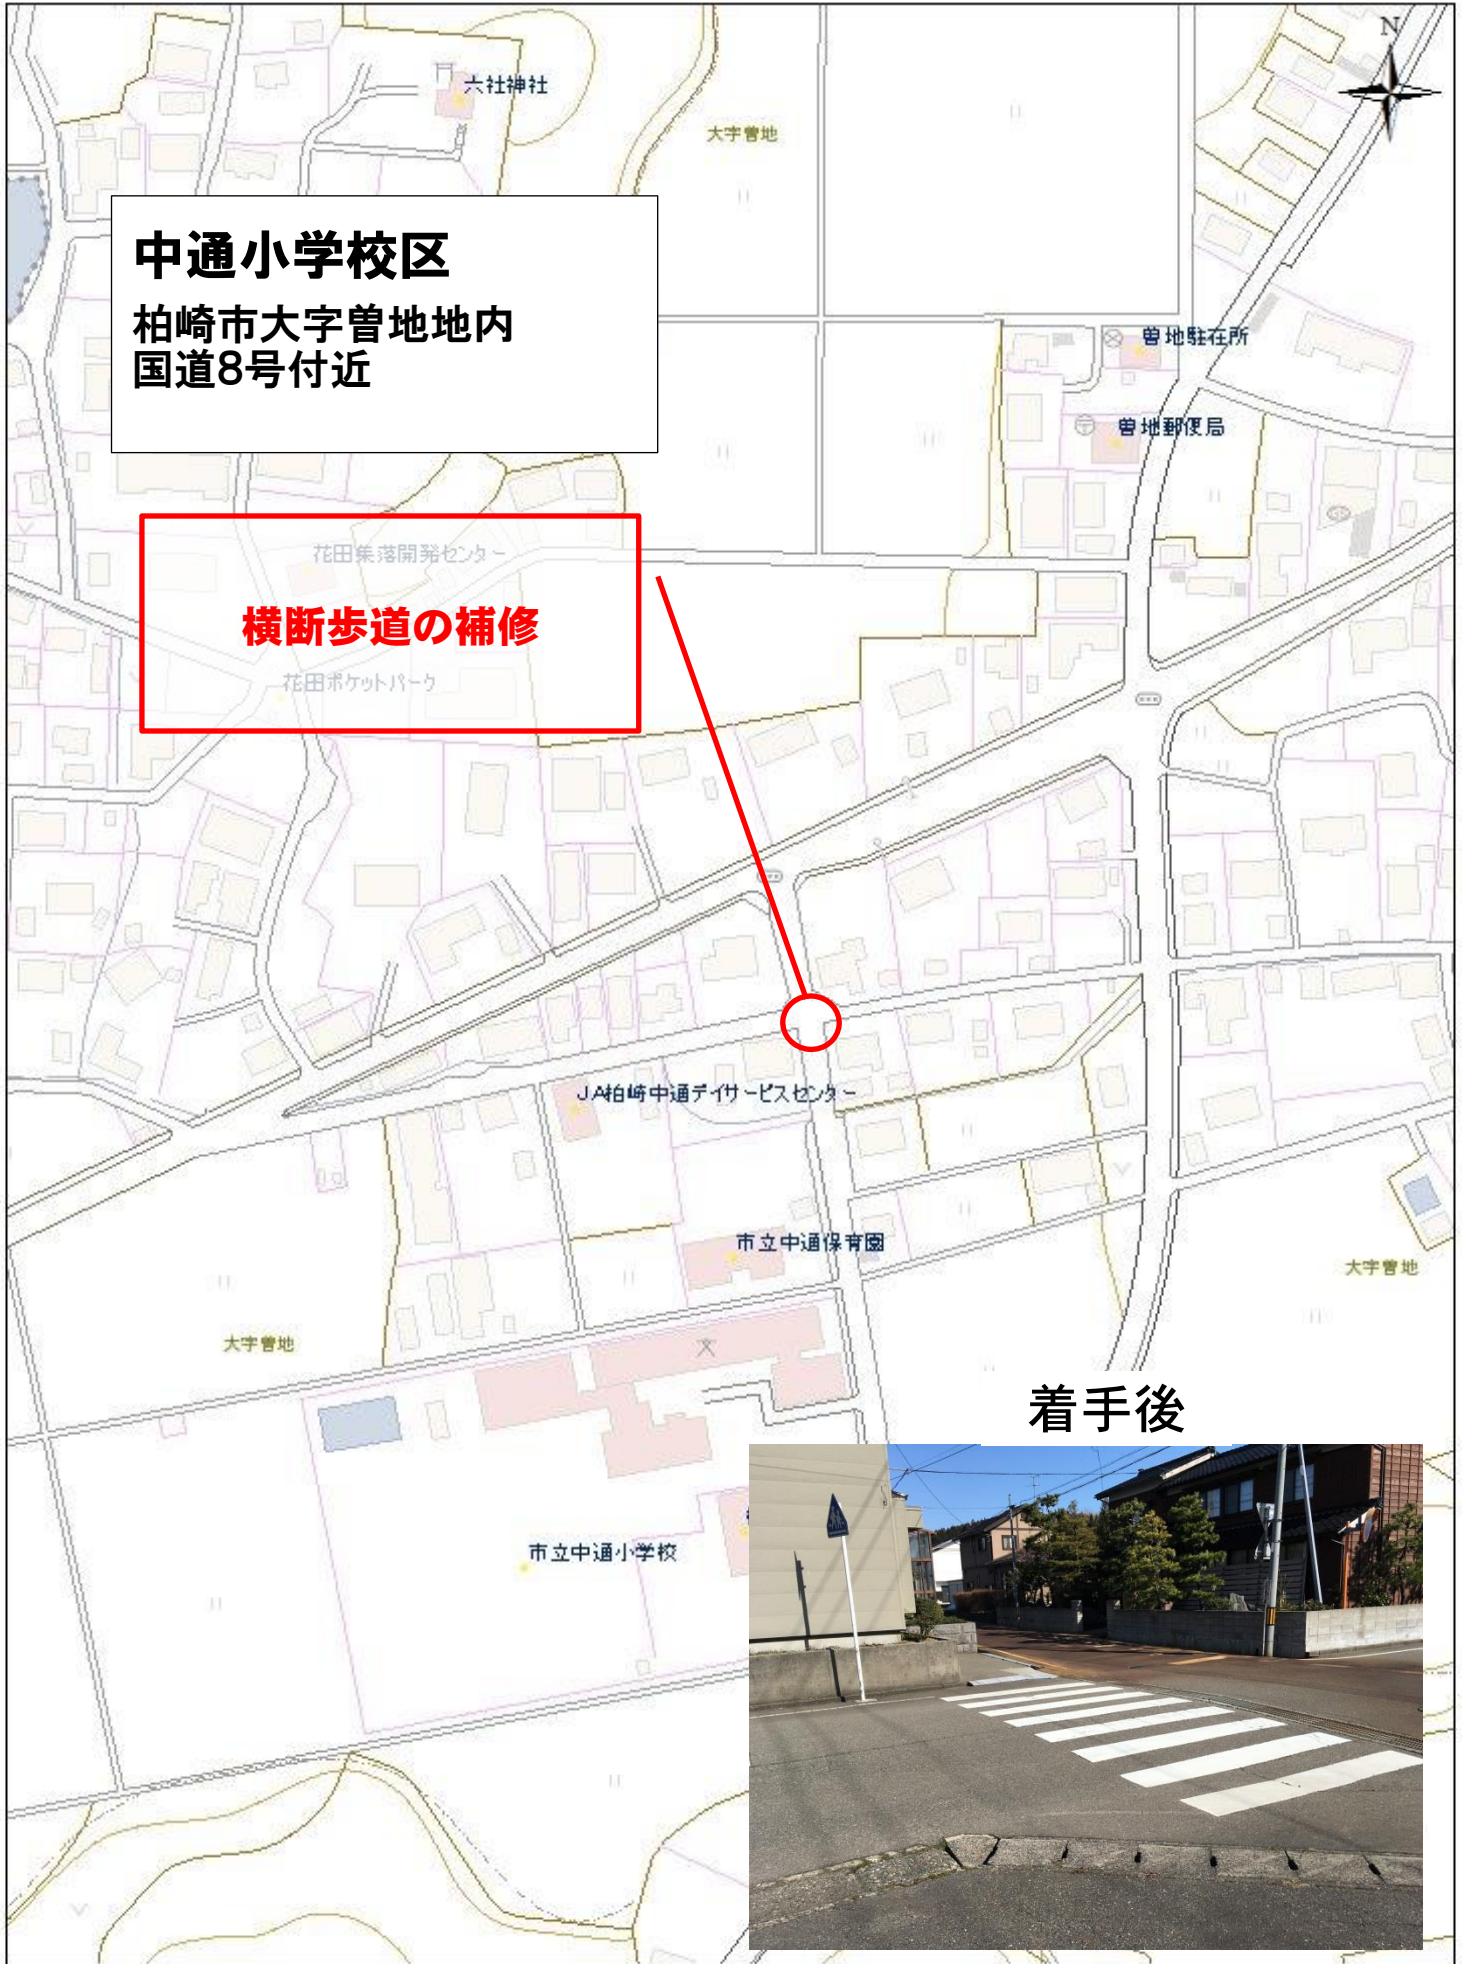 N
六社神社
大字曽地
中通小学校区
柏崎市大字曽地地内
国道8号付近
曽地駐在所
曽地郵便局
花田集落開発センター
横断歩道の補修
花田ポケットパーク
JA柏崎中通デイサービスセンター
市立中通保育園
大字曽地
大字曽地
着手後
市立中通小学校